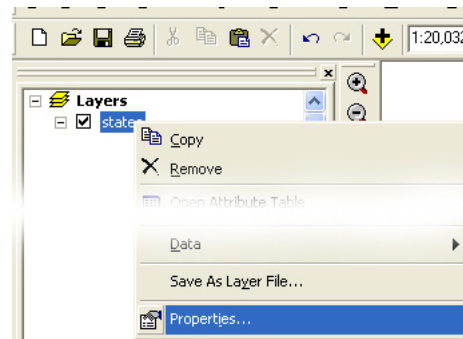 1:20,032
Layers
states
Copy
Remove
Open Attribute Table
Data
Save As Layer File...
Properties...